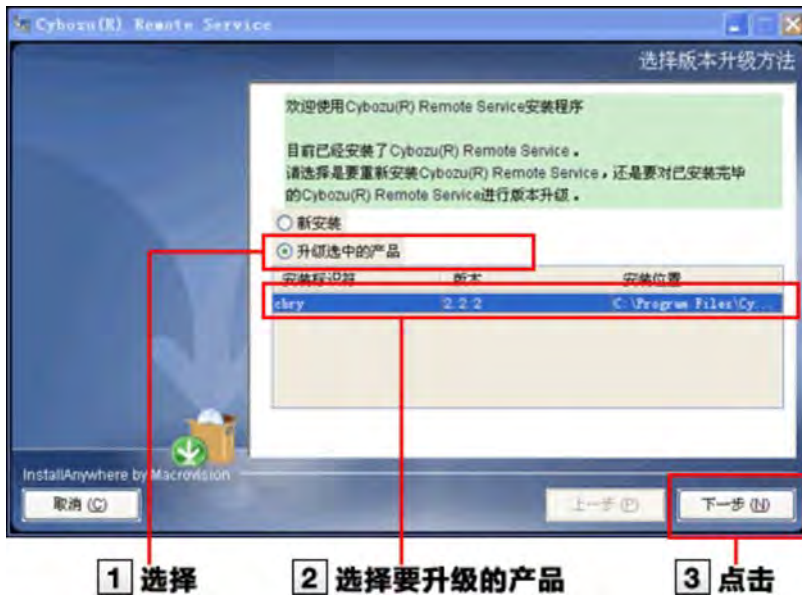 Cybozu(R) Remote Service
选择版本升级方法
欢迎使用Cybozu(R) Remote Service安装程序
目前已经安装了Cybozu(R) Remote Service。
请选择是要重新安装Cybozu(R) Remote Service，还是要对已安装完毕
的Cybozu(R) Remote Service进行版本升级。
新安装
升级选中的产品
安装标识符 版本 安装位置
cbry 2.2.2 C:\Program Files\Cy...
InstallAnywhere by Macrovision
取消 (C) 上一步 (P) 下一步 (N)
1 选择 2 选择要升级的产品 3 点击